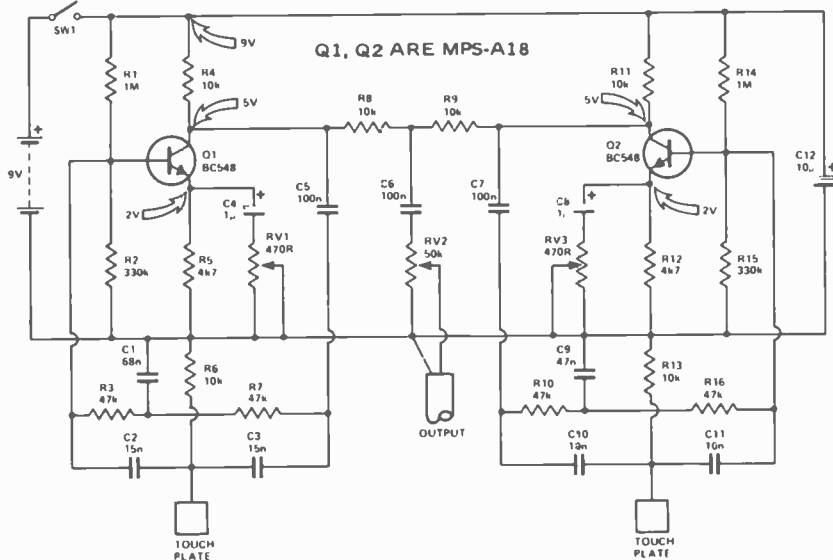 SW1
9V
Q1, Q2 ARE MPS-A18
R1
1M
R4
10k
5V
R8
10k
R9
10k
R11
10k
5V
R14
1M
Q1
BC548
Q2
BC548
9V
2V
C4
1µ
C5
100n
C6
100n
C7
100n
C8
2V
C12
10µ
R2
330k
R5
4k7
RV1
470R
RV2
50k
RV3
470R
R12
4k7
R15
330k
C1
68n
R6
10k
C9
47n
R13
10k
R3
47k
R7
47k
R10
47k
R16
47k
OUTPUT
C2
15n
C3
15n
C10
10n
C11
10n
TOUCH
PLATE
TOUCH
PLATE